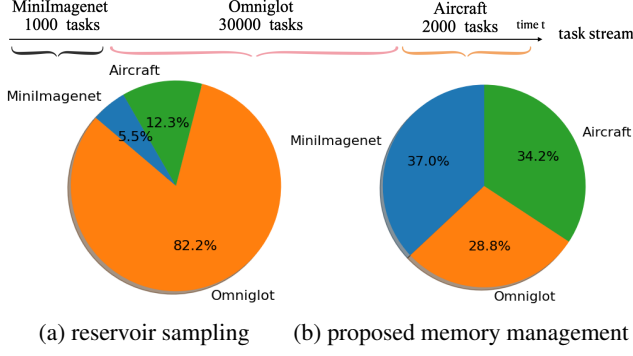 MiniImagenet
1000 tasks
Omniglot
30000 tasks
Aircraft
2000 tasks
time t
task stream
Aircraft
MiniImagenet
12.3%
5.5%
82.2%
Omniglot
MiniImagenet
Aircraft
37.0%
34.2%
28.8%
Omniglot
(a) reservoir sampling
(b) proposed memory management